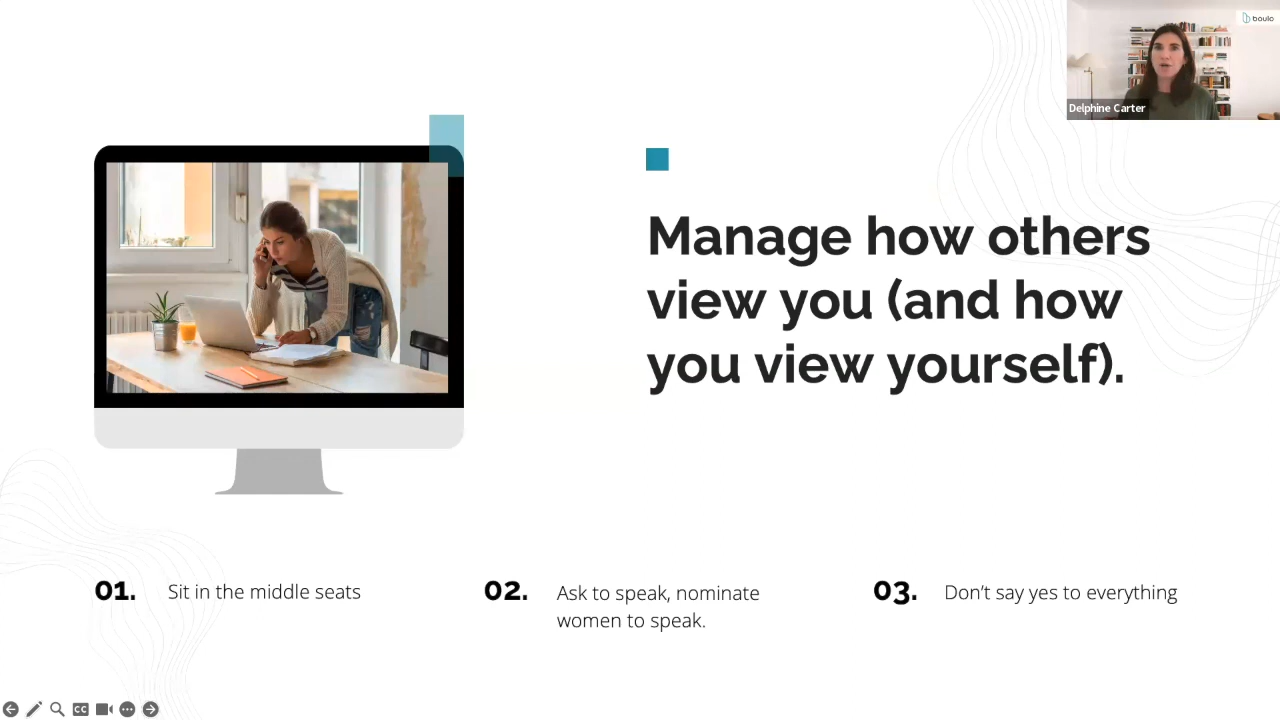 boulo
Delphine Carter
Manage how others
view you (and how
you view yourself).
01.
Sit in the middle seats
02.
Ask to speak, nominate
women to speak.
03.
Don’t say yes to everything
CC